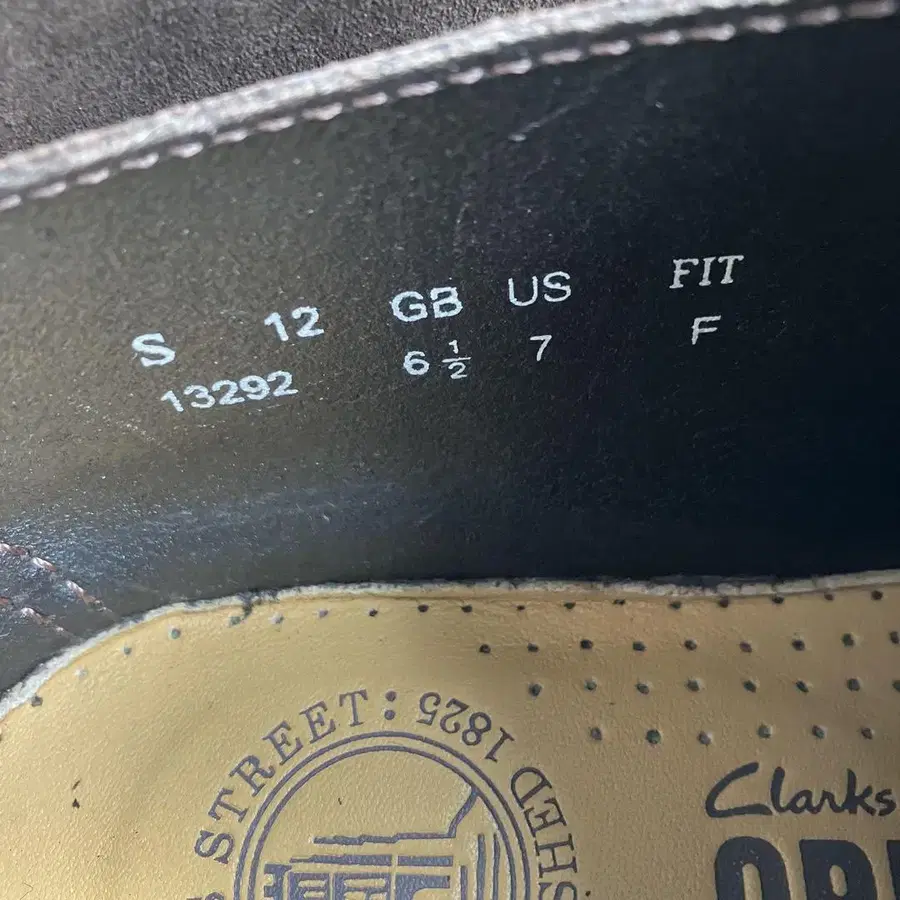 S 12 GB US FIT
13292 6 1/2 7 F
STREET: 1825
SHED
Clarks